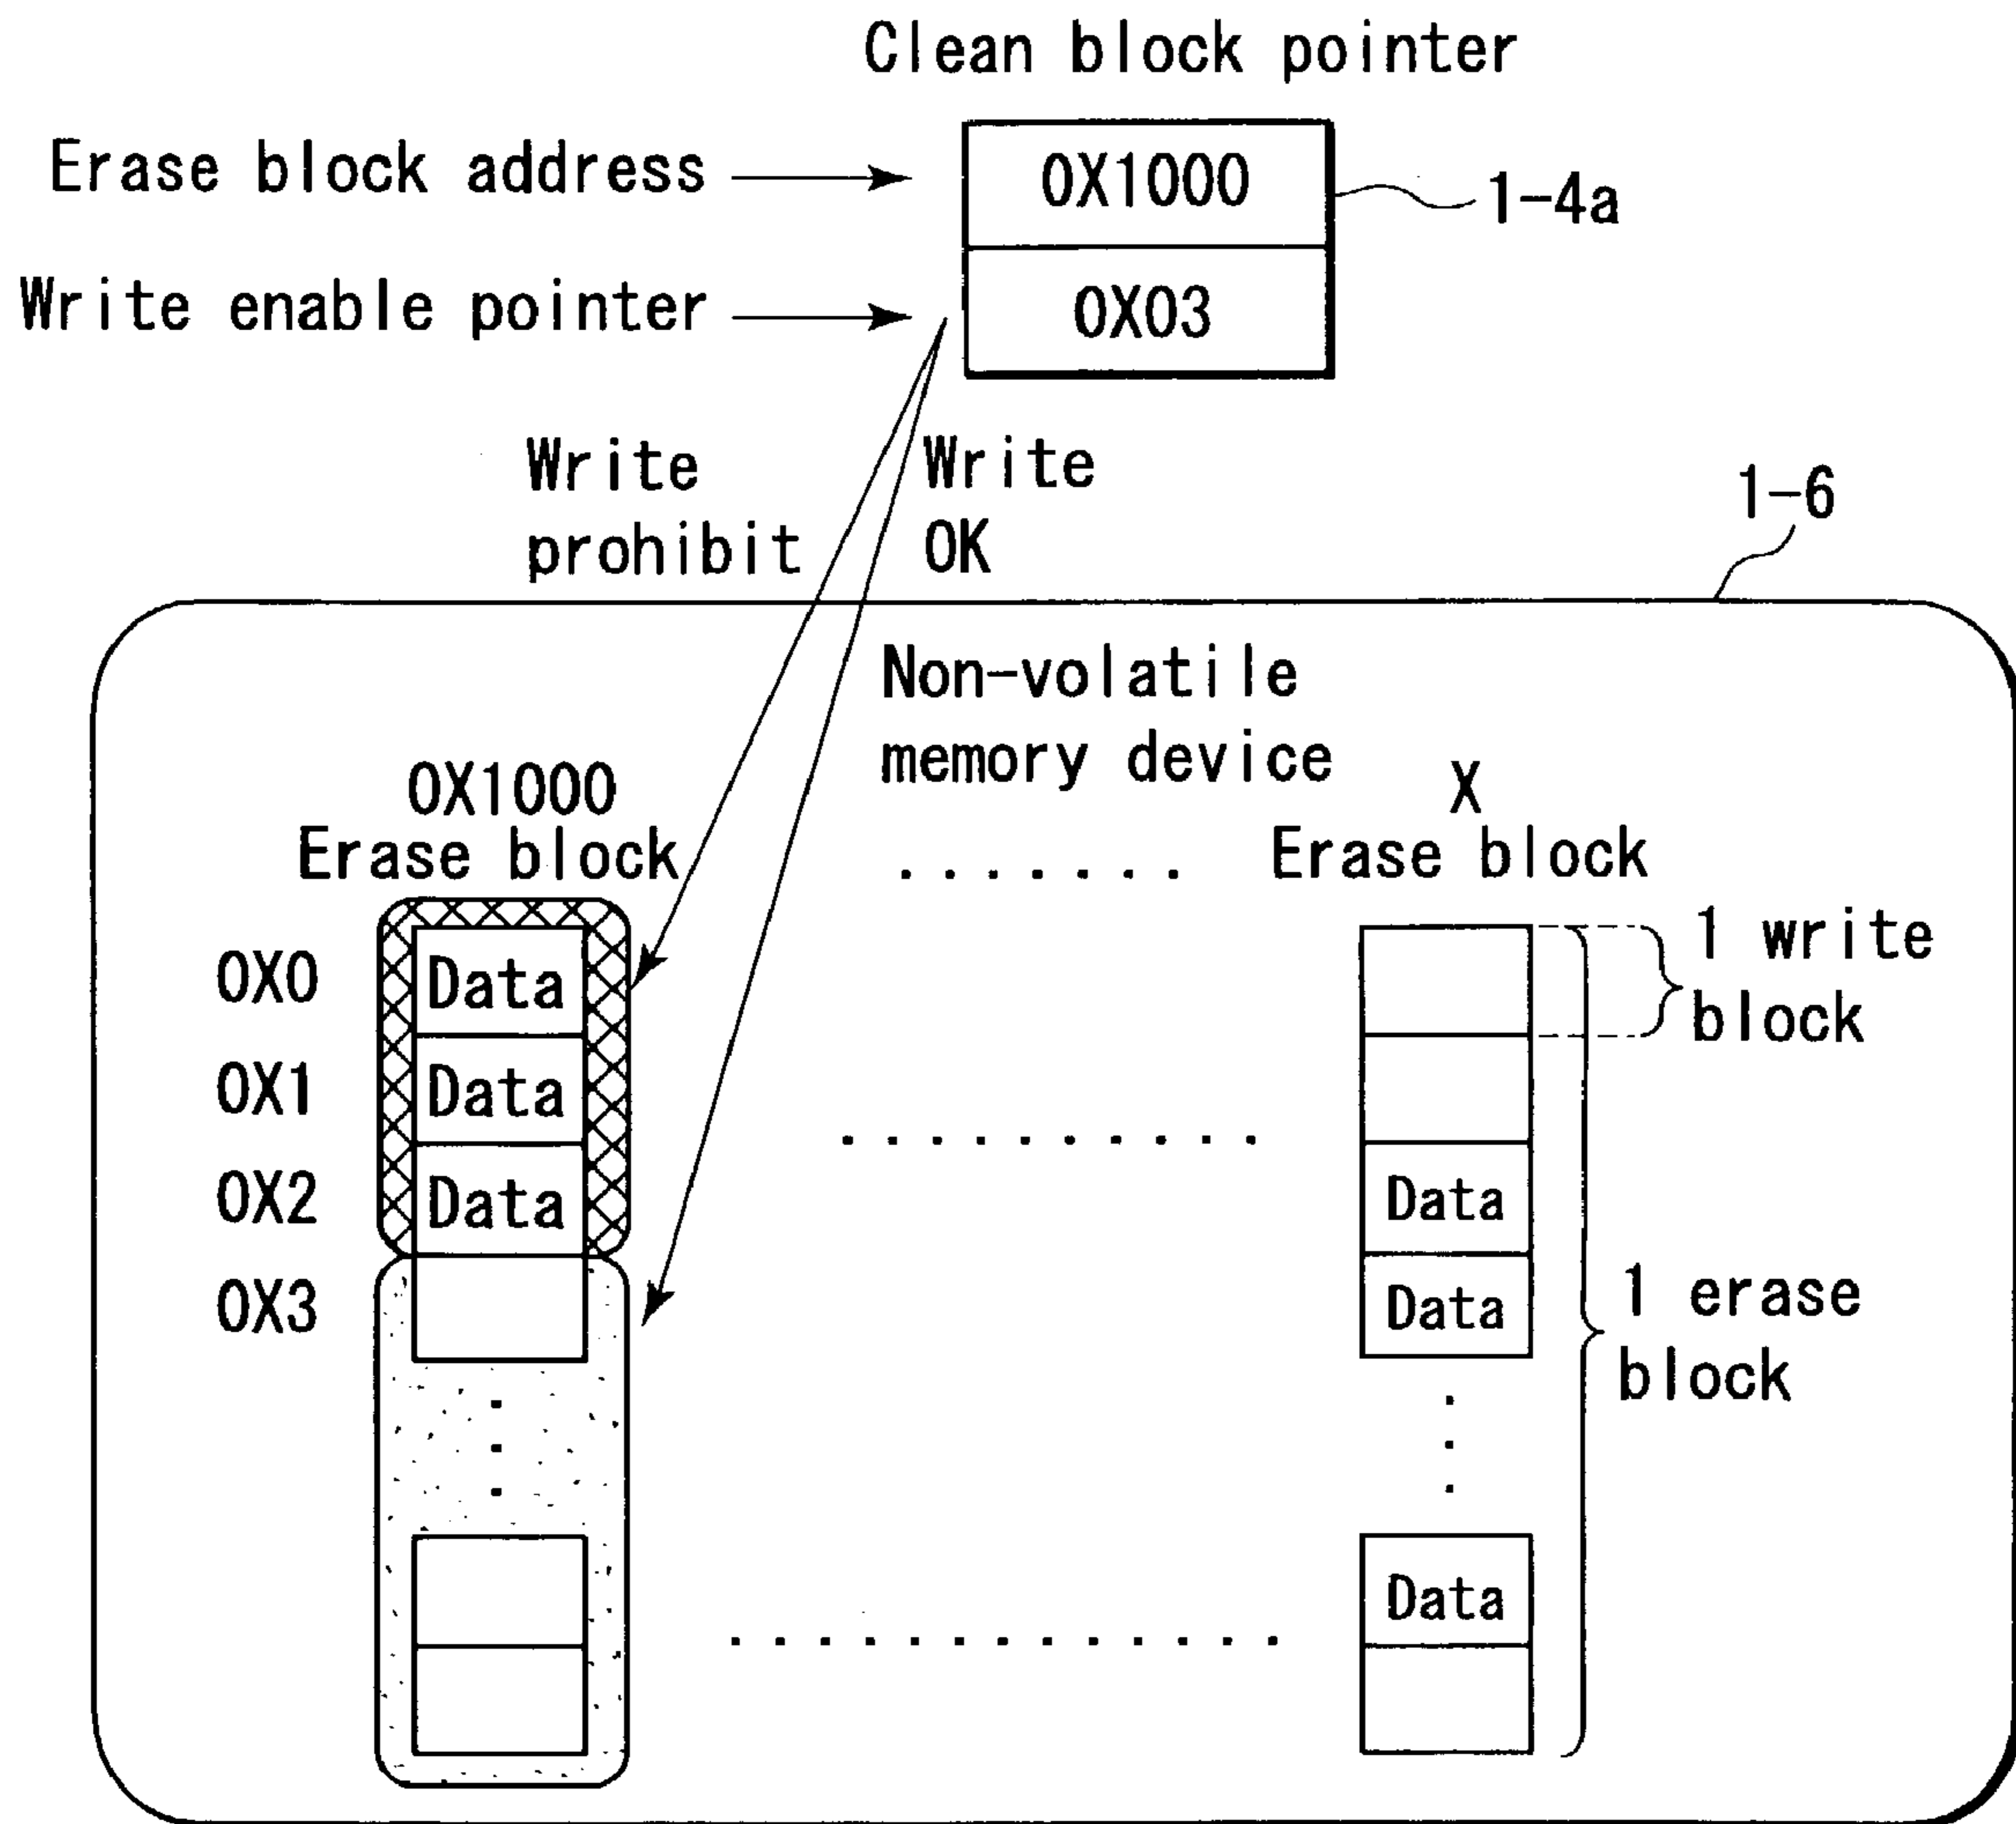 Clean block pointer
Erase block address
0X1000
1-4a
Write enable pointer
0X03
Write
prohibit
Write
OK
1-6
Non-volatile
memory device
0X1000
Erase block
.......
X
Erase block
0X0
Data
0X1
Data
0X2
Data
0X3
Data
Data
Data
1 write
block
1 erase
block